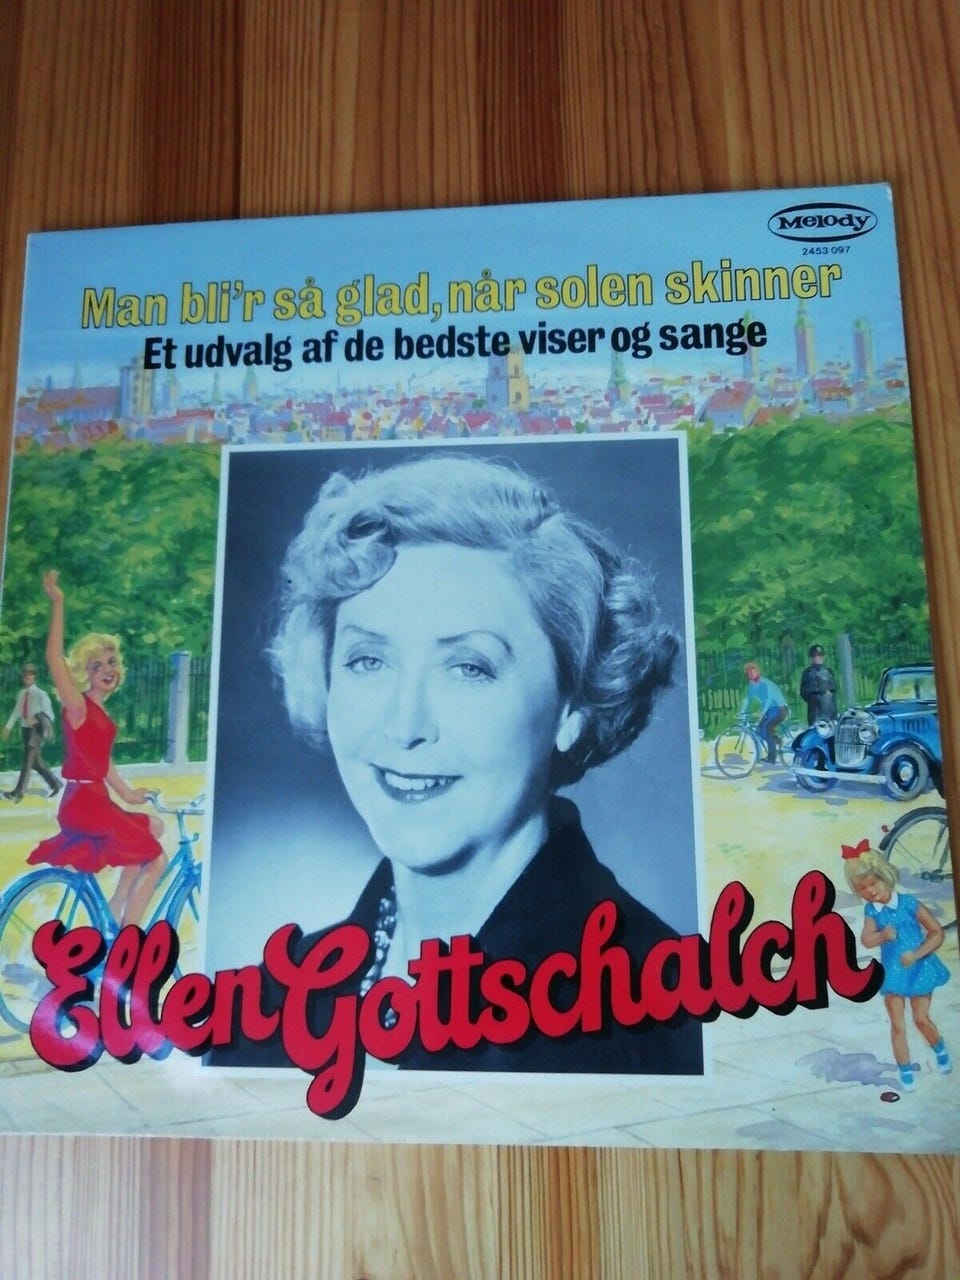 Melody
2453 097
Man bli'r så glad, når solen skinner
Et udvalg af de bedste viser og sange
Ellen Gottschalch